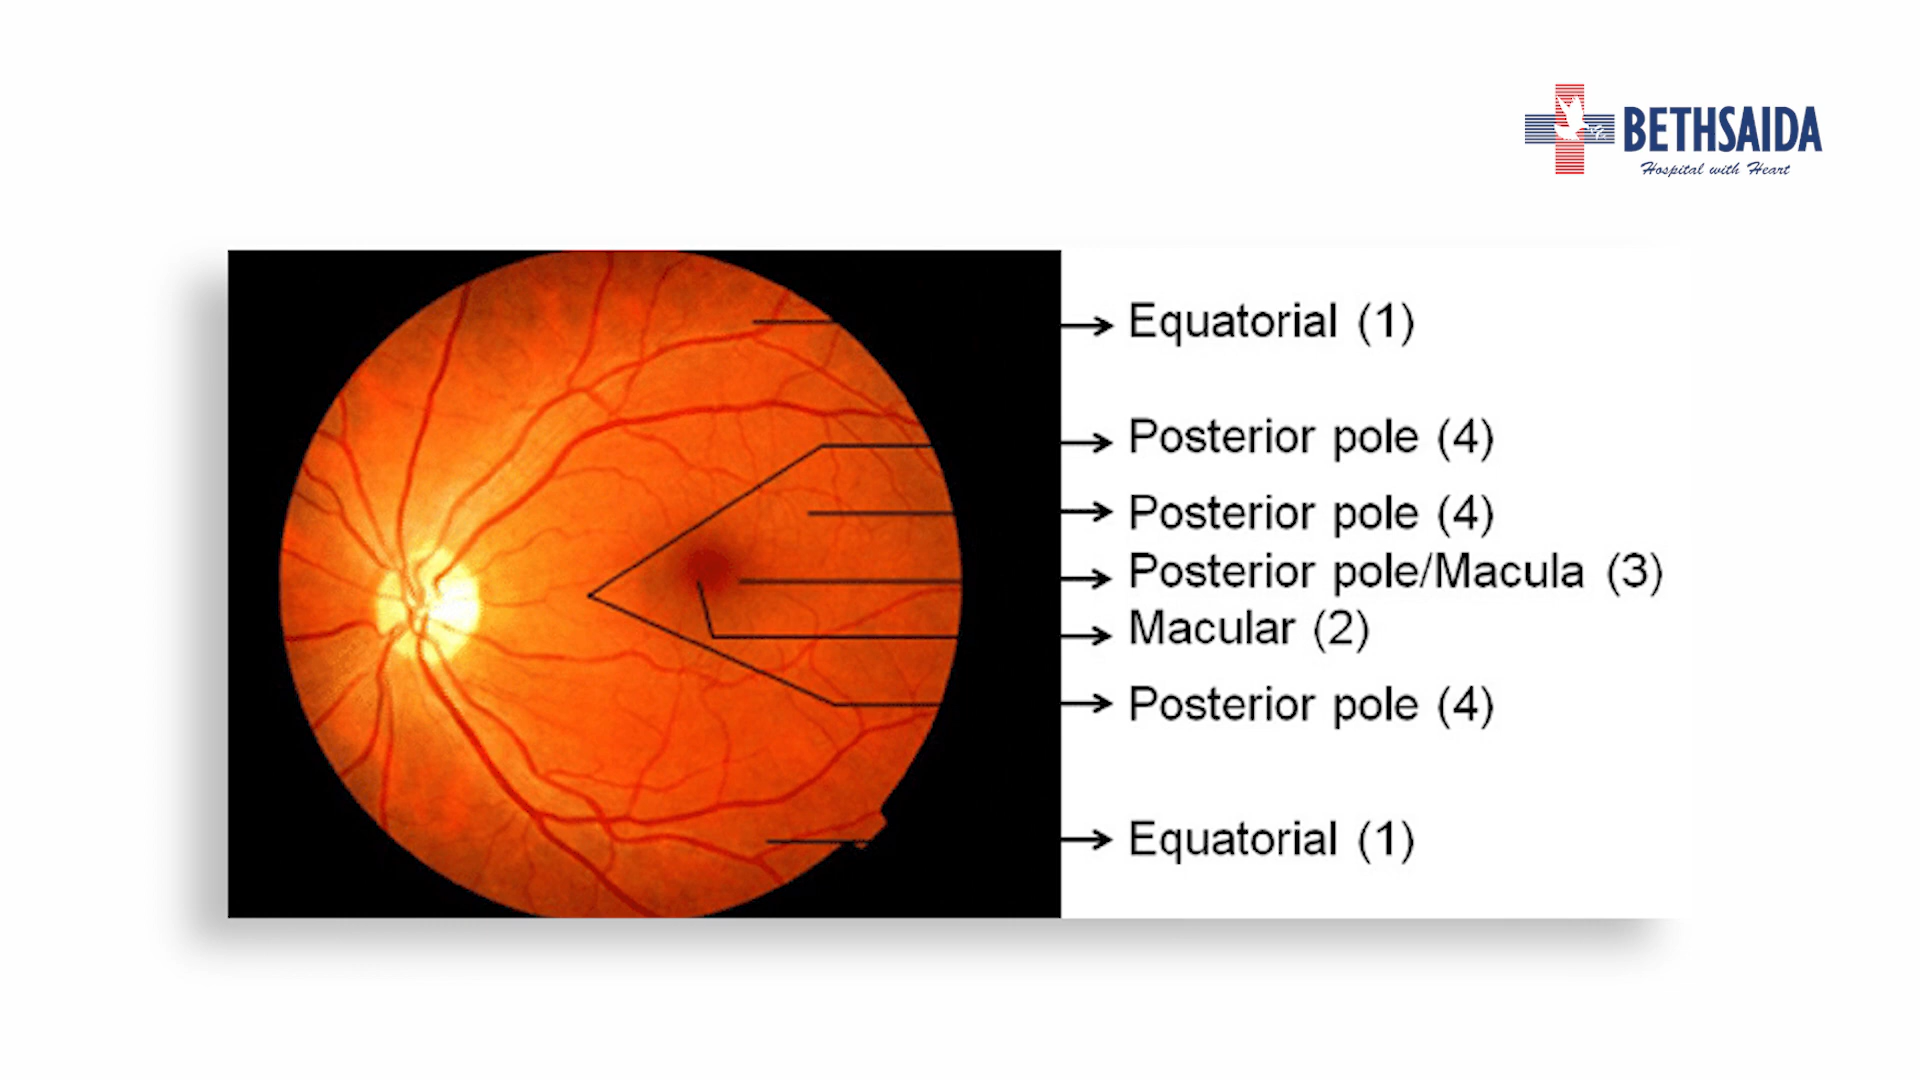 BETHSAIDA
Hospital with Heart
Equatorial (1)
Posterior pole (4)
Posterior pole (4)
Posterior pole/Macula (3)
Macular (2)
Posterior pole (4)
Equatorial (1)